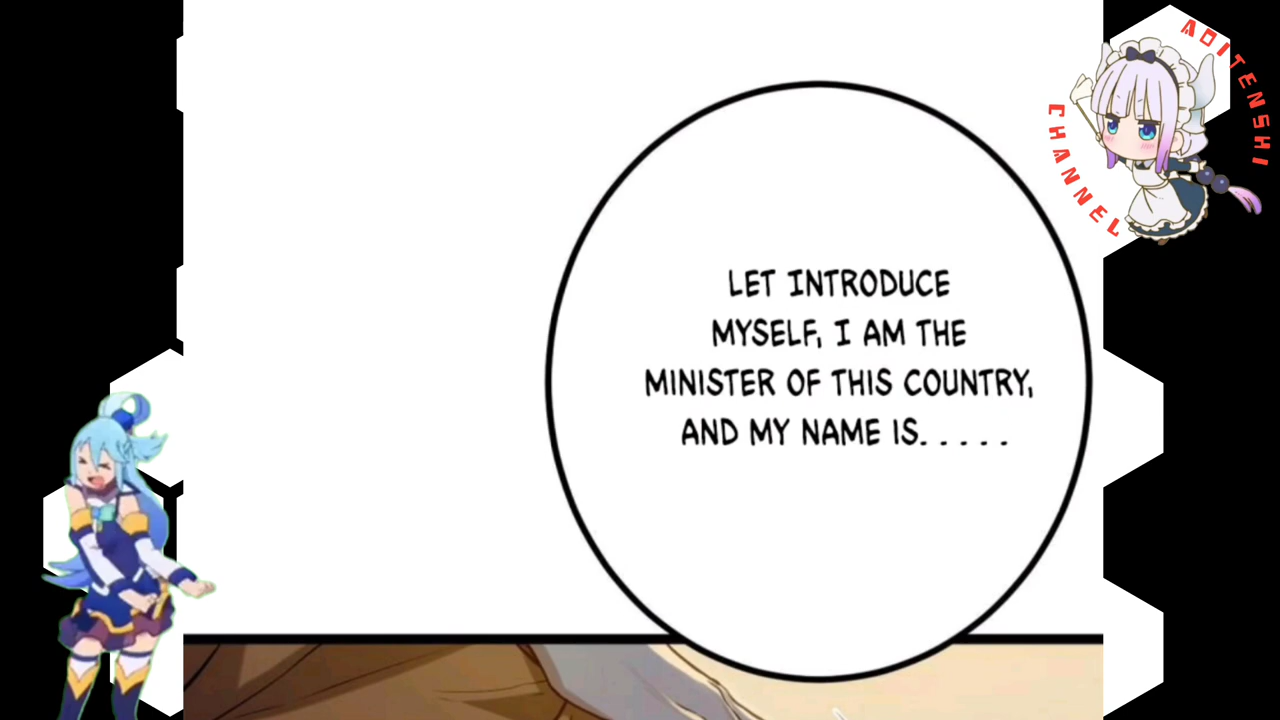 AOITENSHI
CHANNEL
LET INTRODUCE
MYSELF, I AM THE
MINISTER OF THIS COUNTRY,
AND MY NAME IS.....